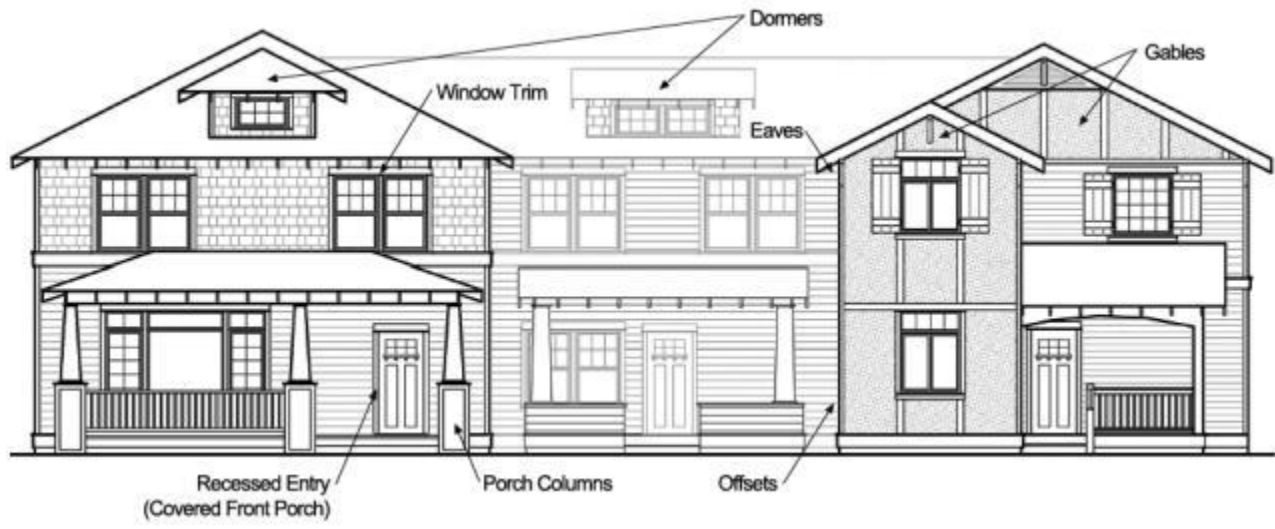 Dormers
Gables
Window Trim
Eaves
Recessed Entry
(Covered Front Porch)
Porch Columns
Offsets